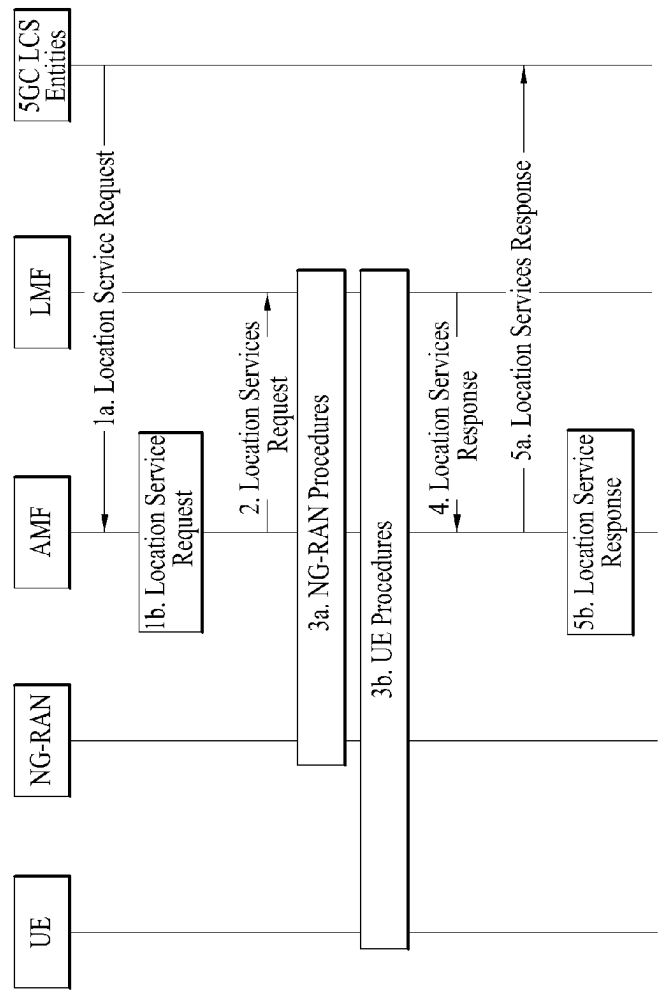 UE
NG-RAN
AMF
LMF
5GC LCS
Entities
1a. Location Service Request
1b. Location Service
Request
2. Location Services
Request
3a. NG-RAN Procedures
3b. UE Procedures
4. Location Services
Response
5a. Location Services Response
5b. Location Service
Response